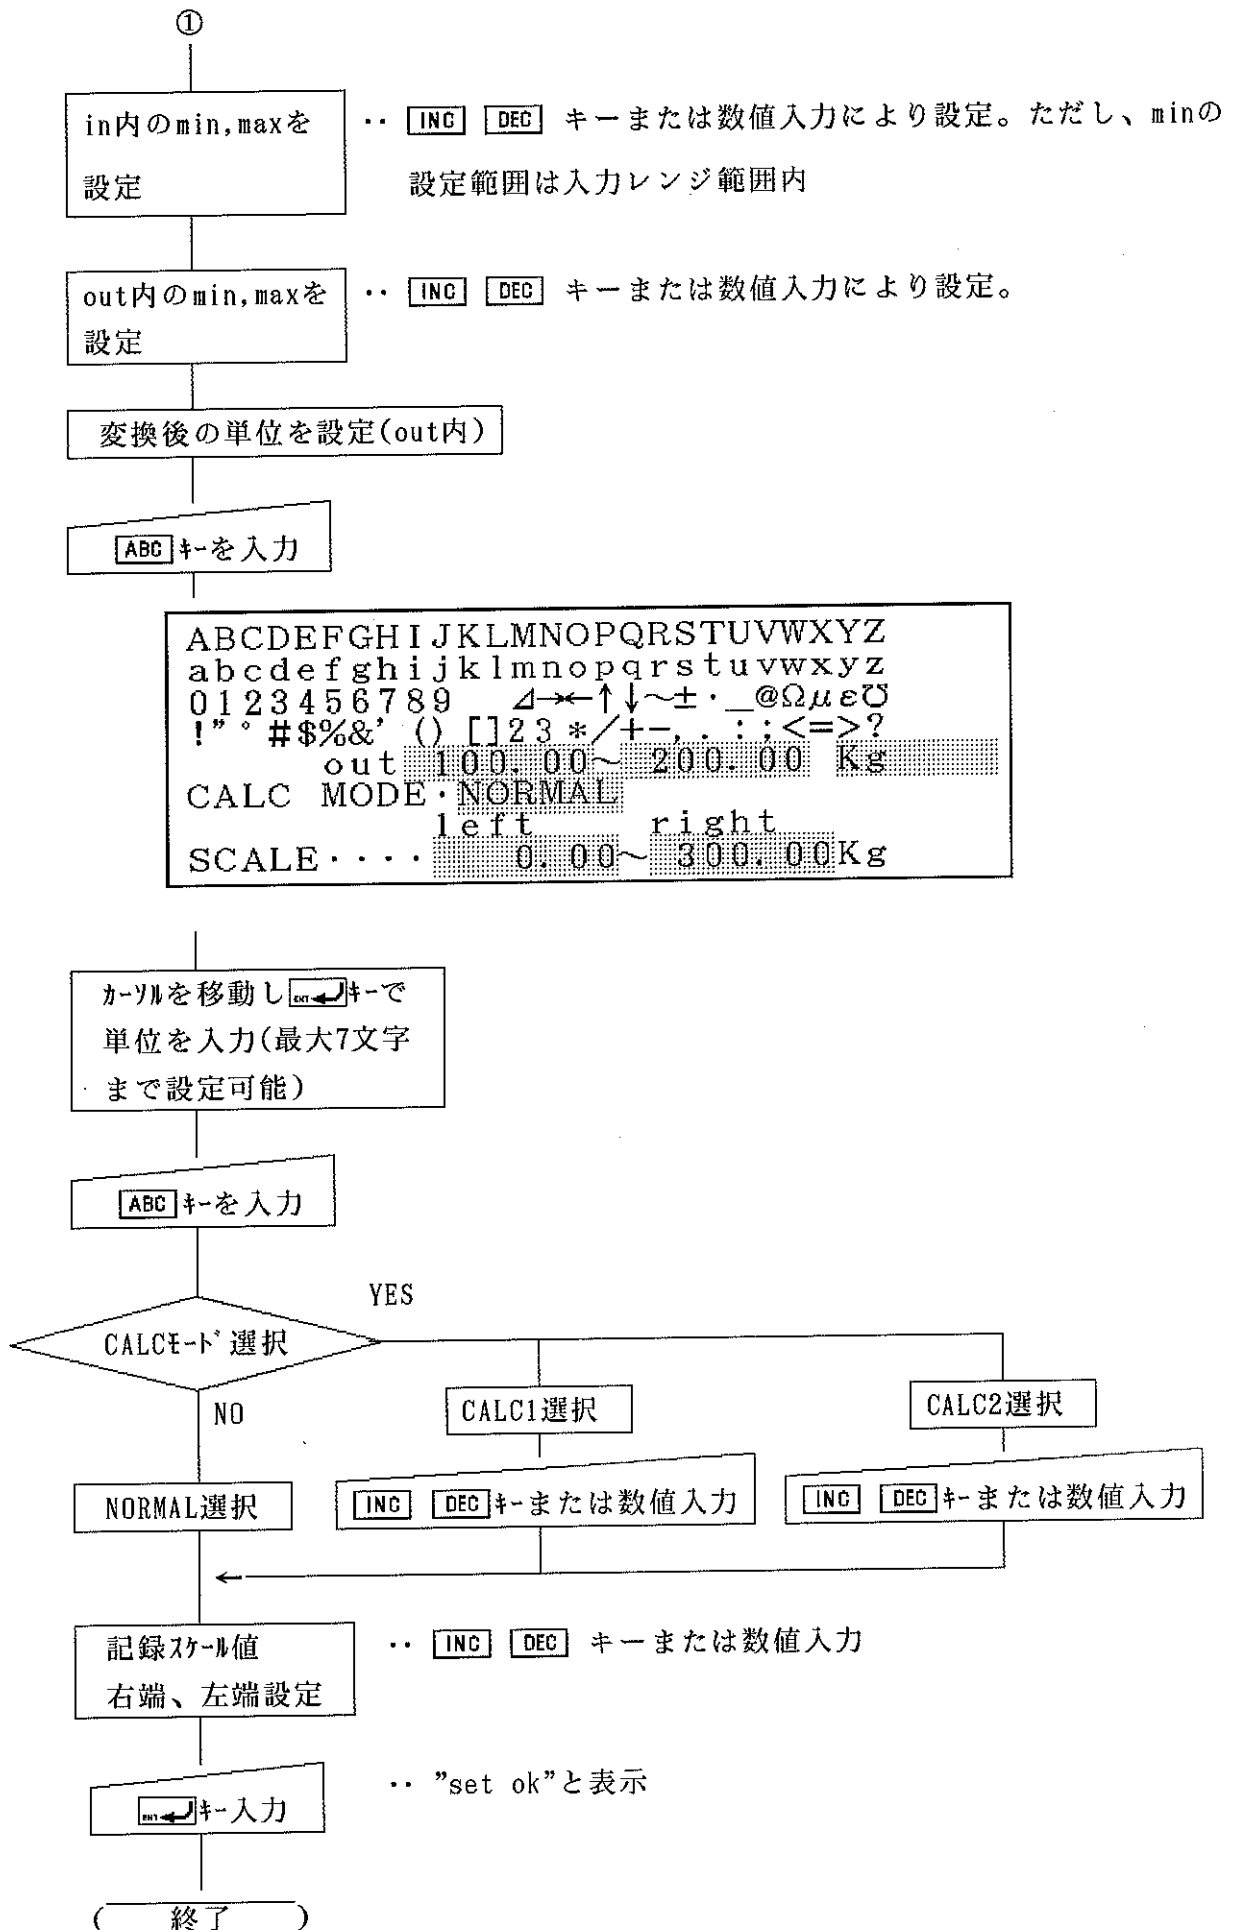 ①
in内のmin,maxを
設定
‥ INC DEC キーまたは数値入力により設定。ただし、minの
設定範囲は入力レンジ範囲内
out内のmin,maxを
設定
‥ INC DEC キーまたは数値入力により設定。
変換後の単位を設定(out内)
ABC ｷｰを入力
ABCDEFGHIJKLMNOPQRSTUVWXYZ
abcdefghijklmnopqrstuvwxyz
0123456789 ⊿→←↑↓～±・_@Ωμε℧
!"°#$%&' () []23*/+-,.:;<=>?
out 100.00～ 200.00 Kg
CALC MODE・NORMAL
left right
SCALE・・・・ 0.00～ 300.00Kg
ｶｰｿﾙを移動し ENT ｷｰで
単位を入力(最大7文字
まで設定可能)
ABC ｷｰを入力
YES
CALCﾓｰﾄﾞ選択
NO
CALC1選択
CALC2選択
NORMAL選択
INC DEC ｷｰまたは数値入力
INC DEC ｷｰまたは数値入力
記録ｽｹｰﾙ値
右端、左端設定
‥ INC DEC キーまたは数値入力
ENT ｷｰ入力
‥ "set ok"と表示
終了